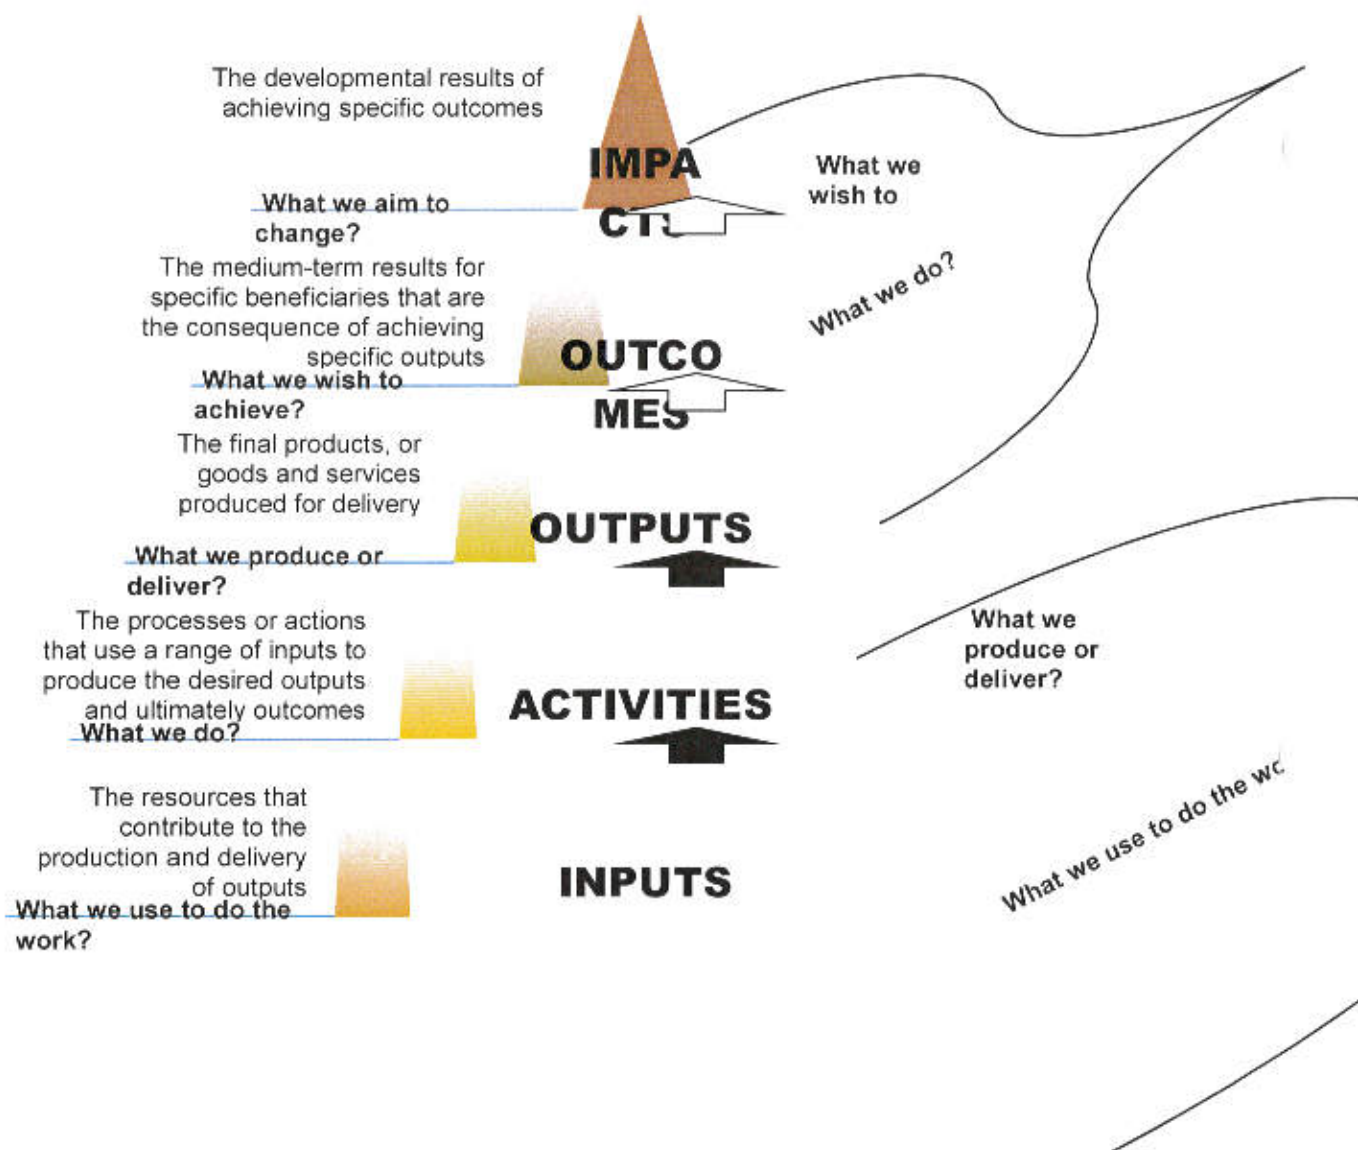 The developmental results of
achieving specific outcomes
IMPA
CTS
What we aim to
change?
What we
wish to
The medium-term results for
specific beneficiaries that are
the consequence of achieving
specific outputs
What we do?
OUTCO
MES
What we wish to
achieve?
The final products, or
goods and services
produced for delivery
OUTPUTS
What we produce or
deliver?
The processes or actions
that use a range of inputs to
produce the desired outputs
and ultimately outcomes
What we
produce or
deliver?
ACTIVITIES
What we do?
The resources that
contribute to the
production and delivery
of outputs
What we use to do the
INPUTS
What we use to do the
work?